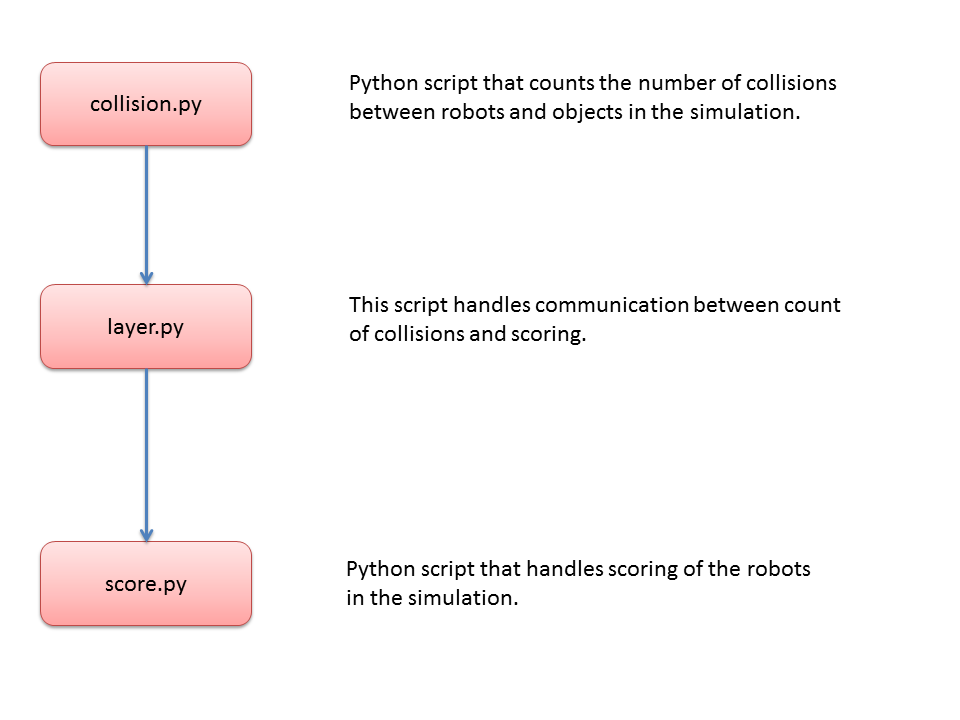 collision.py
Python script that counts the number of collisions
between robots and objects in the simulation.
layer.py
This script handles communication between count
of collisions and scoring.
score.py
Python script that handles scoring of the robots
in the simulation.